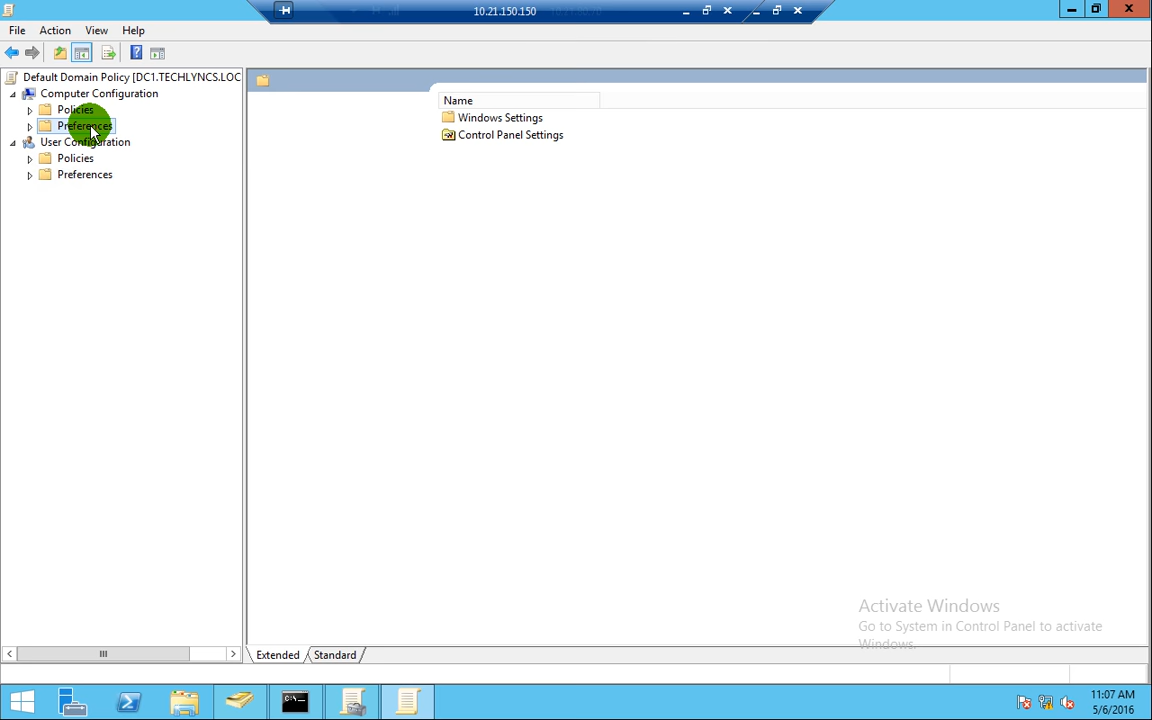 10.21.150.150
File Action View Help
Default Domain Policy [DC1.TECHLYNCS.LOC
Computer Configuration
Policies
Preferences
User Configuration
Policies
Preferences
Name
Windows Settings
Control Panel Settings
Activate Windows
Go to System in Control Panel to activate
Windows.
Extended
Standard
11:07 AM
5/6/2016